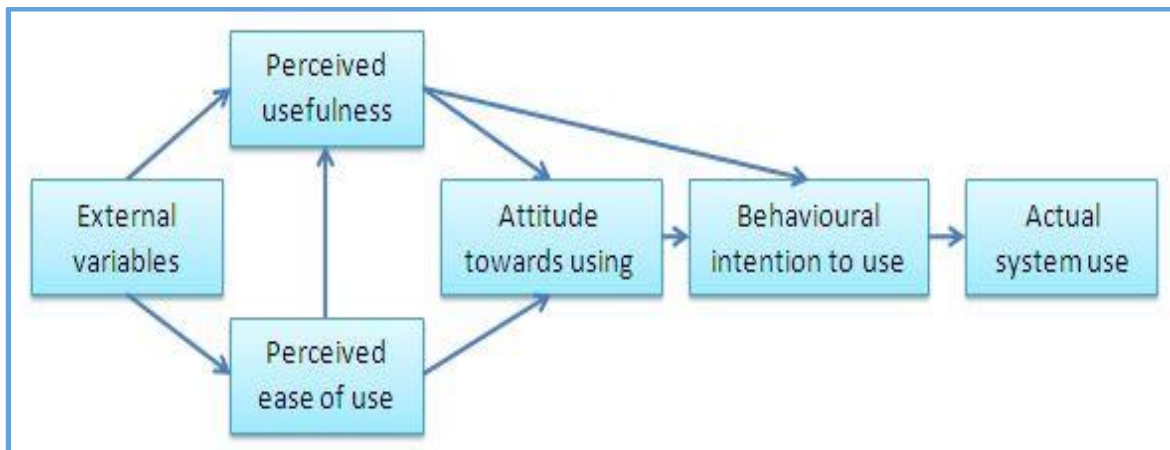 Perceived
usefulness
External
variables
Attitude
towards using
Behavioural
intention to use
Actual
system use
Perceived
ease of use